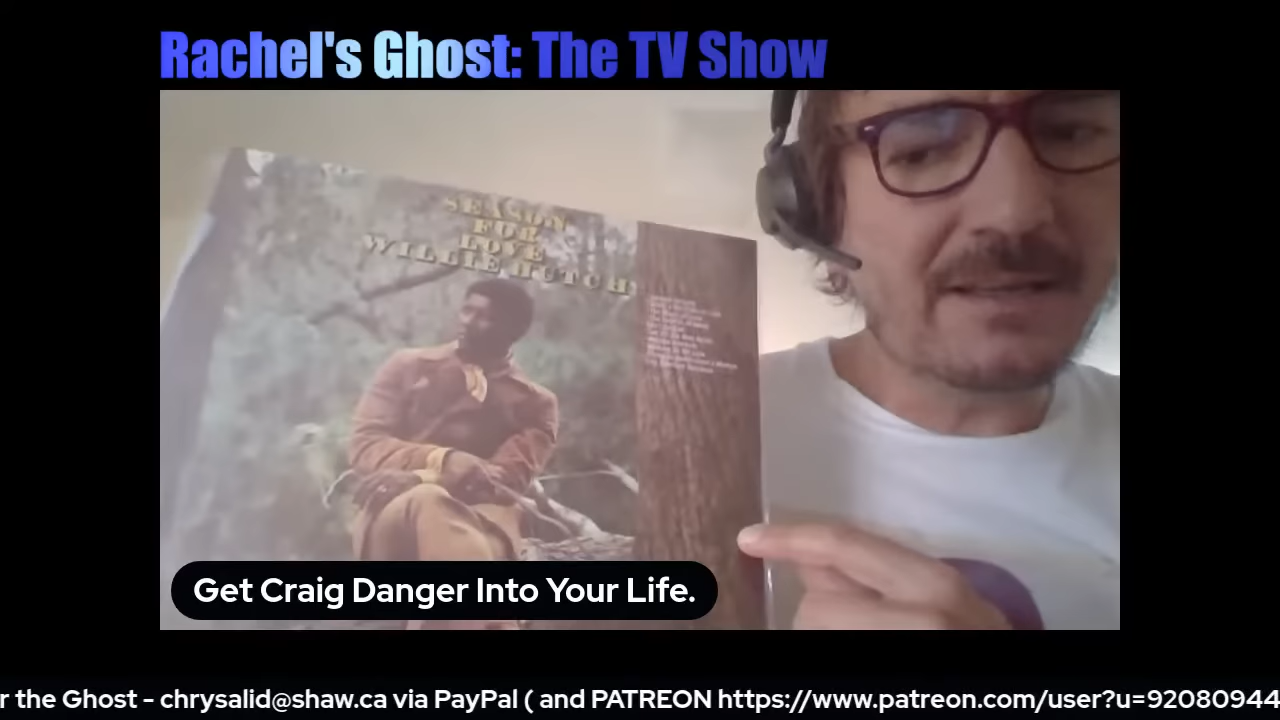 Rachel's Ghost: The TV Show
SEASON
FOR
LOVE
WILLIE HUTCH
Get Craig Danger Into Your Life.
r the Ghost - chrysalid@shaw.ca via PayPal ( and PATREON https://www.patreon.com/user?u=92080944